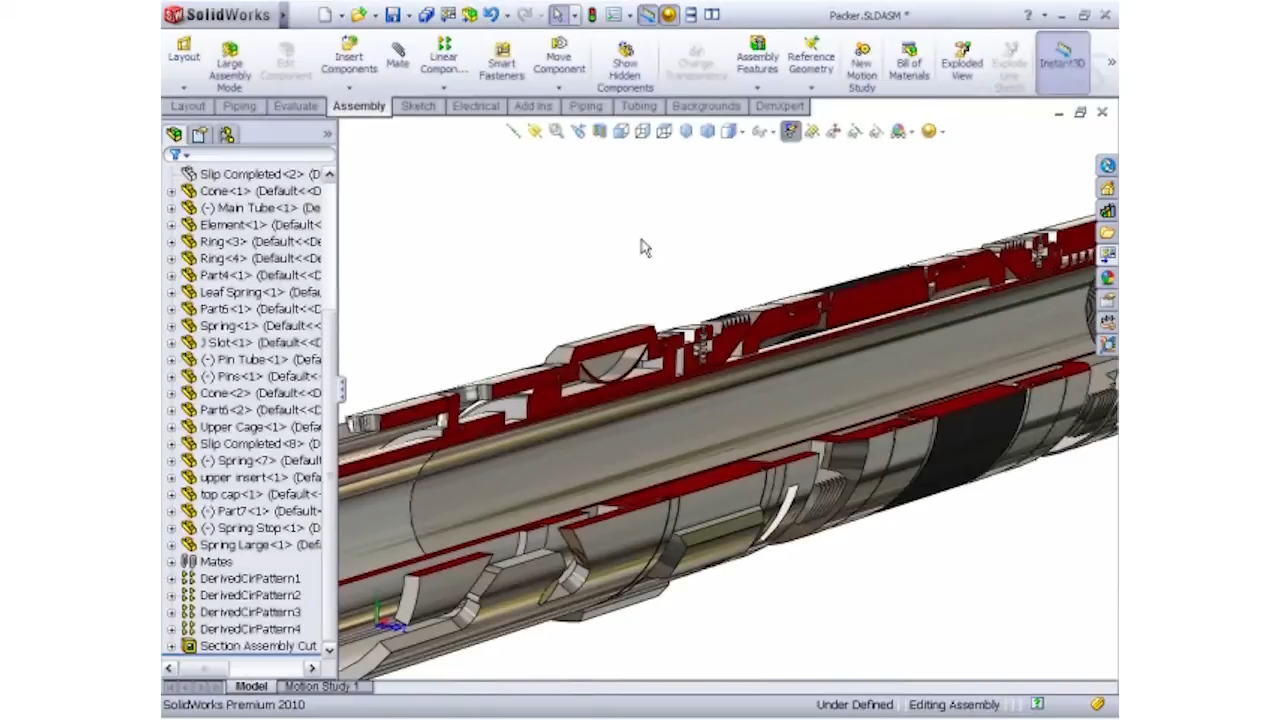 SolidWorks
Packer.SLDASM *
Layout
Large Assembly Mode
Edit Component
Insert Components
Mate
Linear Compon...
Smart Fasteners
Move Component
Show Hidden Components
Change Transparency
Assembly Features
Reference Geometry
New Motion Study
Bill of Materials
Exploded View
Explode Line Sketch
Instant3D
Layout Piping Evaluate Assembly Sketch Electrical Add Ins Piping Tubing Backgrounds DimXpert
Slip Completed<2> (D
Cone<1> (Default<<D
(-) Main Tube<1> (De
Element<1> (Default<
Ring<3> (Default<<De
Ring<4> (Default<<De
Part4<1> (Default<<D
Leaf Spring<1> (Defau
Part6<1> (Default<<D
Spring<1> (Default<<
J Slot<1> (Default<<D
(-) Pin Tube<1> (Defa
(-) Pins<1> (Default<
Cone<2> (Default<<D
Part6<2> (Default<<D
Upper Cage<1> (Defau
Slip Completed<8> (D
(-) Spring<7> (Default
upper insert<1> (Defa
top cap<1> (Default<
(-) Part7<1> (Default<
(-) Spring Stop<1> (D
Spring Large<1> (Defa
Mates
DerivedCirPattern1
DerivedCirPattern2
DerivedCirPattern3
DerivedCirPattern4
Section Assembly Cut
Model Motion Study 1
SolidWorks Premium 2010
Under Defined Editing Assembly